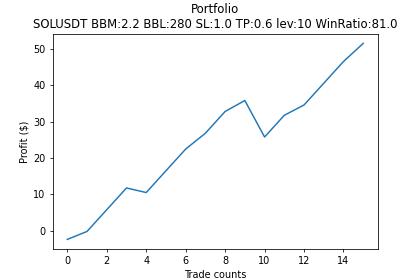 Portfolio
SOLUSDT BBM:2.2 BBL:280 SL:1.0 TP:0.6 lev:10 WinRatio:81.0
50
40
30
20
10
0
Profit ($)
0 2 4 6 8 10 12 14
Trade counts